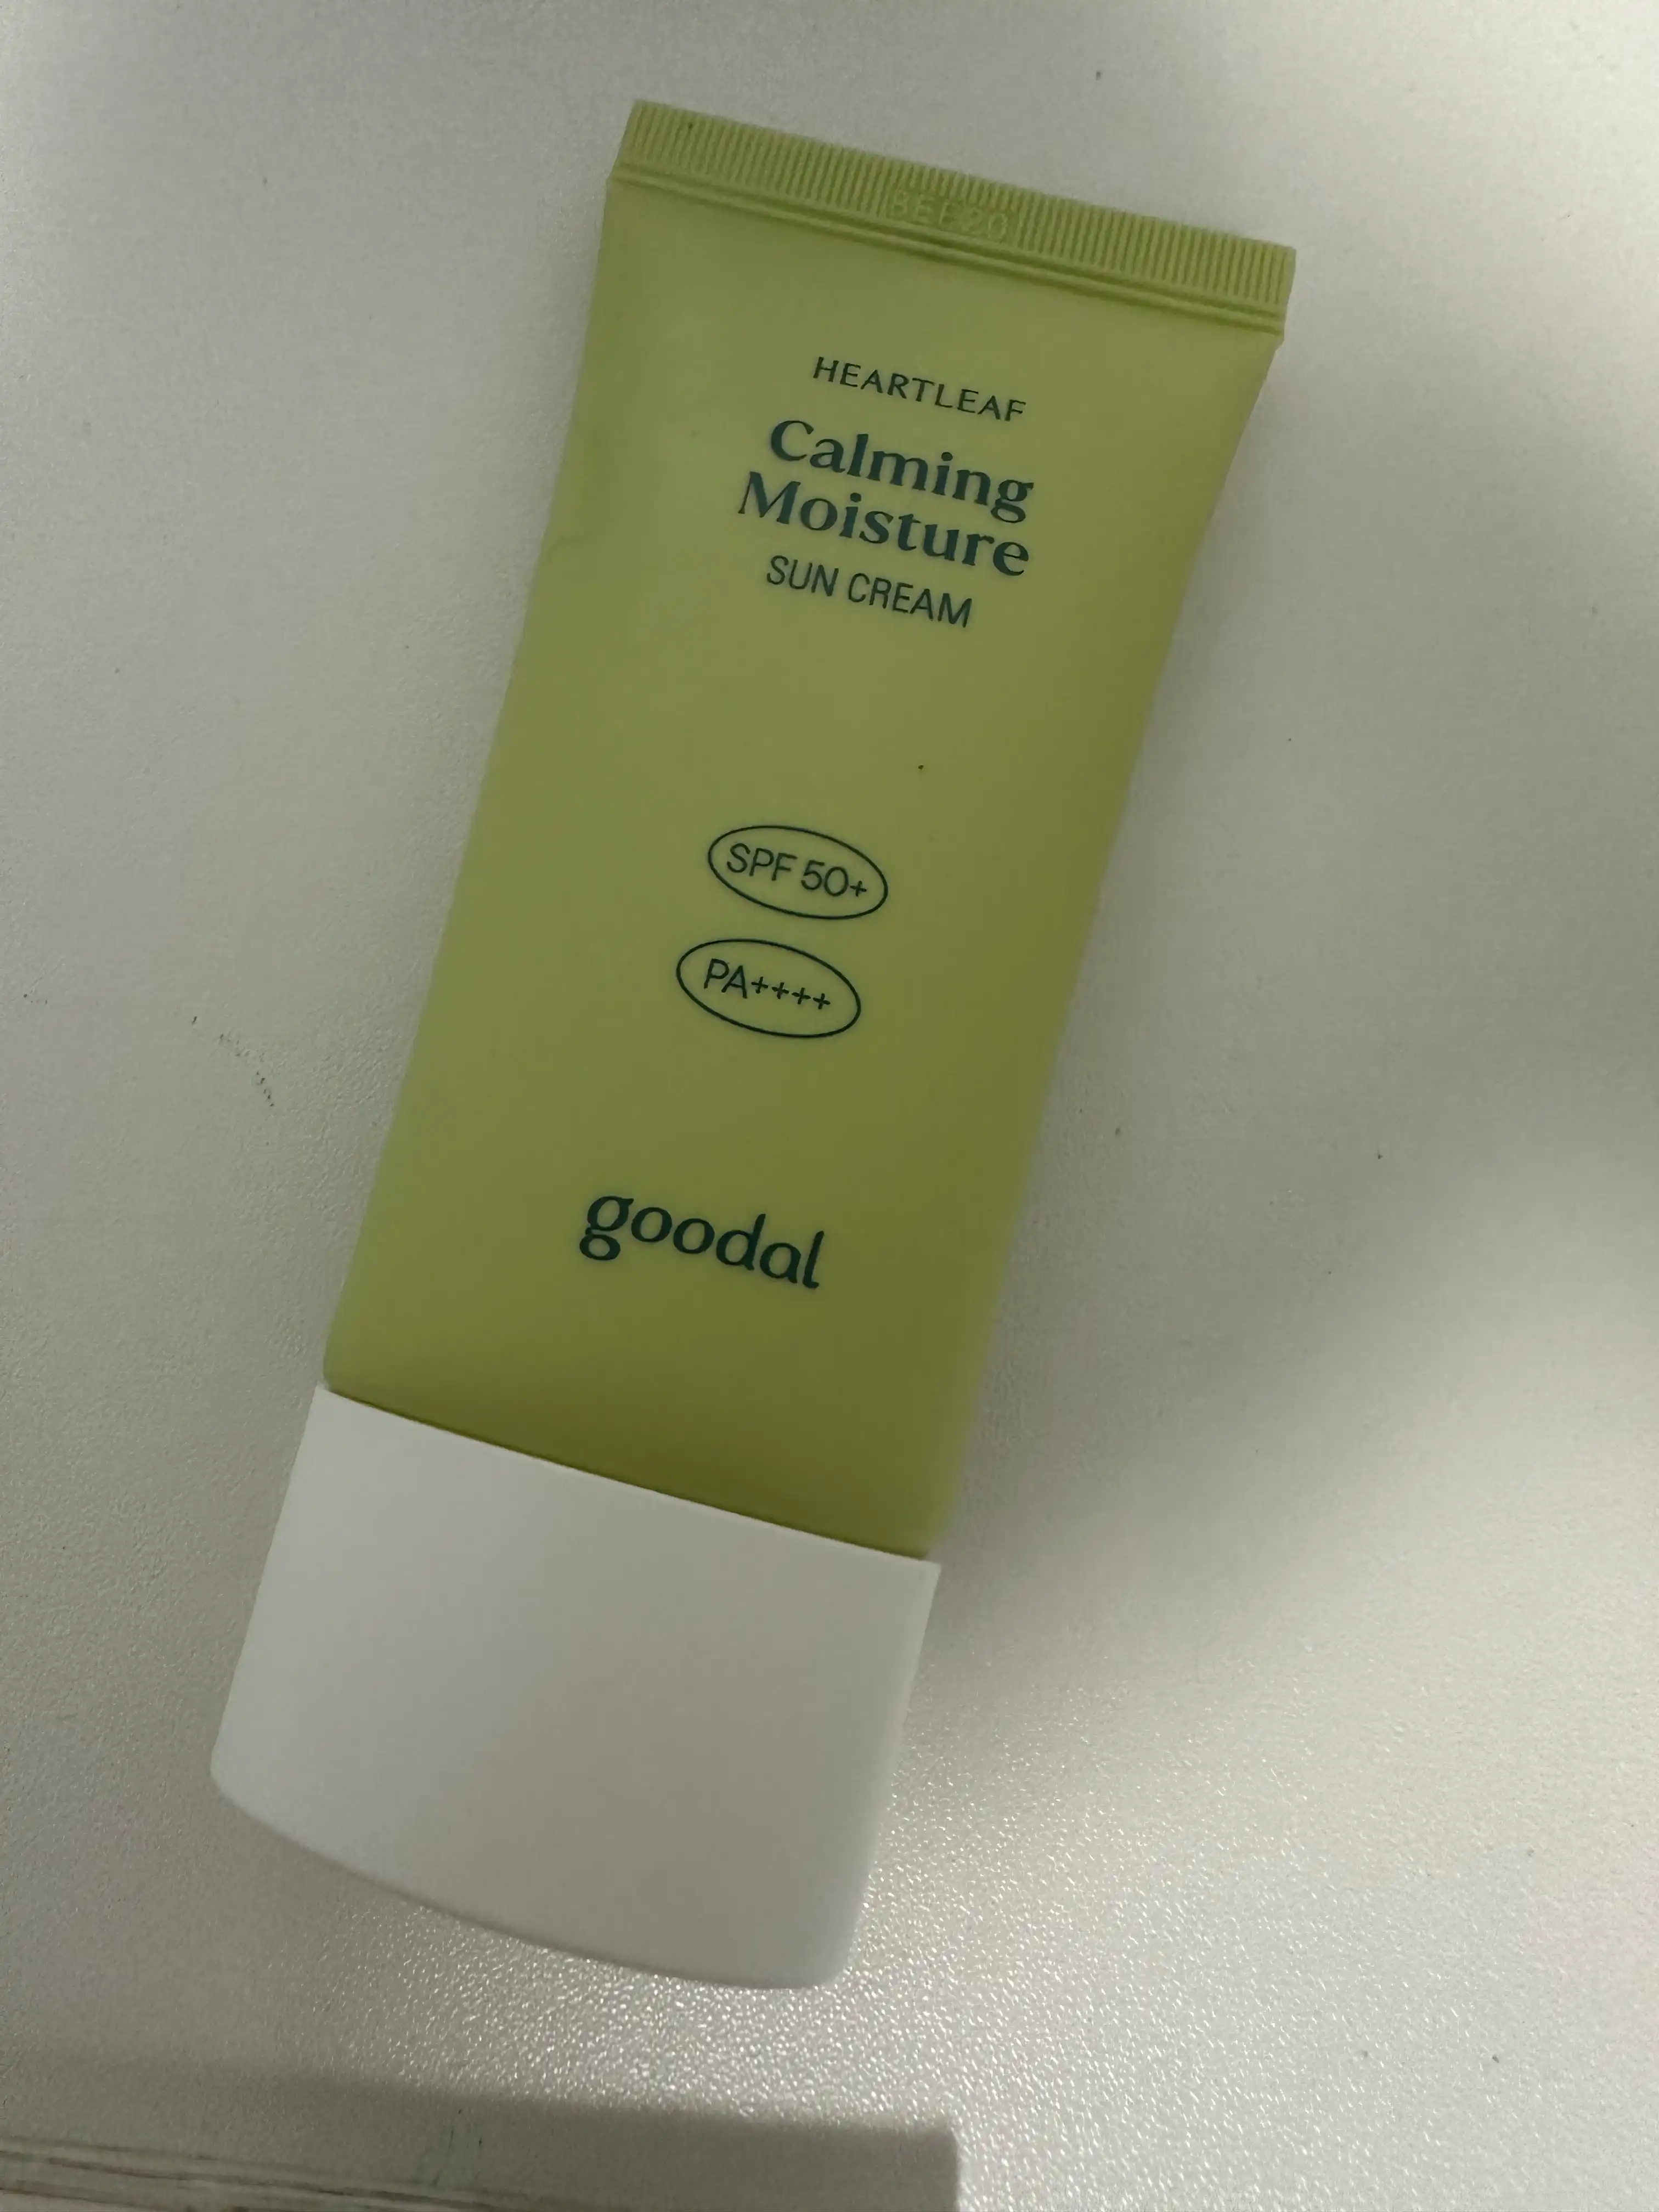 HEARTLEAF
Calming
Moisture
SUN CREAM
SPF 50+
PA++++
goodal